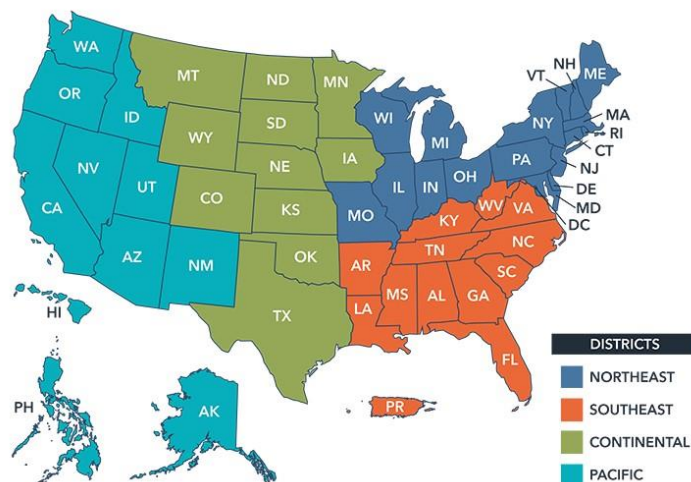 WA
MT
ND
MN
VT
NH
ME
OR
ID
SD
WI
MI
NY
MA
RI
CT
WY
NE
IA
PA
NJ
NV
UT
CO
KS
IL
IN
OH
DE
MD
DC
CA
MO
KY
WV
VA
AZ
NM
OK
AR
TN
NC
SC
TX
LA
MS
AL
GA
FL
HI
PH
AK
PR
DISTRICTS
NORTHEAST
SOUTHEAST
CONTINENTAL
PACIFIC